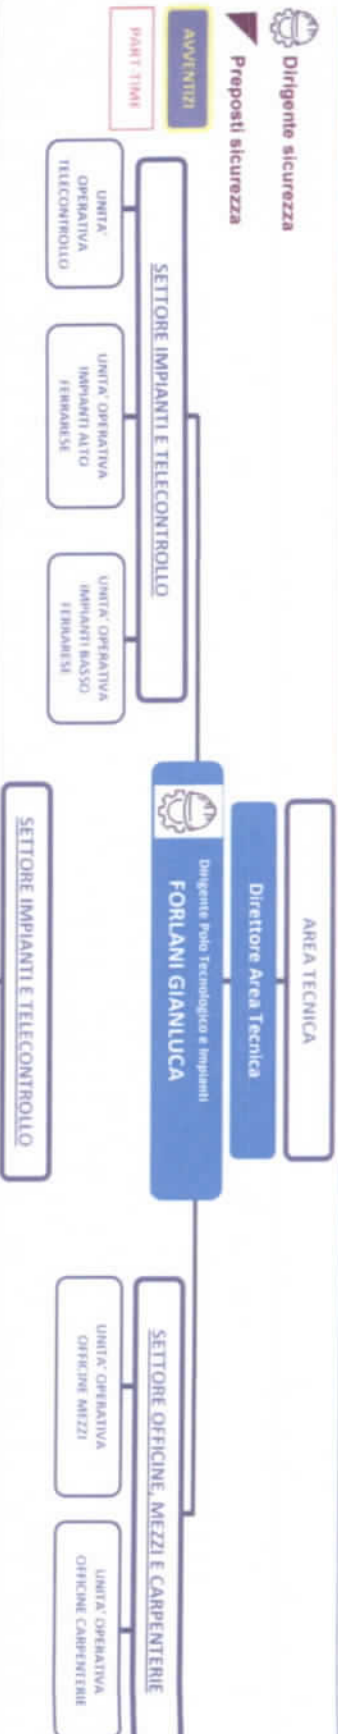 Dirigente sicurezza
Preposti sicurezza
AVVENTIZI
PART-TIME
AREA TECNICA
Direttore Area Tecnica
Dirigente Polo Tecnologico e Impianti
FORLANI GIANLUCA
SETTORE IMPIANTI E TELECONTROLLO
UNITA'
OPERATIVA
TELECONTROLLO
UNITA' OPERATIVA
IMPIANTI ALTO
FERRARESE
UNITA' OPERATIVA
IMPIANTI BASSO
FERRARESE
SETTORE OFFICINE, MEZZI E CARPENTERIE
UNITA' OPERATIVA
OFFICINE MEZZI
UNITA' OPERATIVA
OFFICINE CARPENTERIE
SETTORE IMPIANTI E TELECONTROLLO